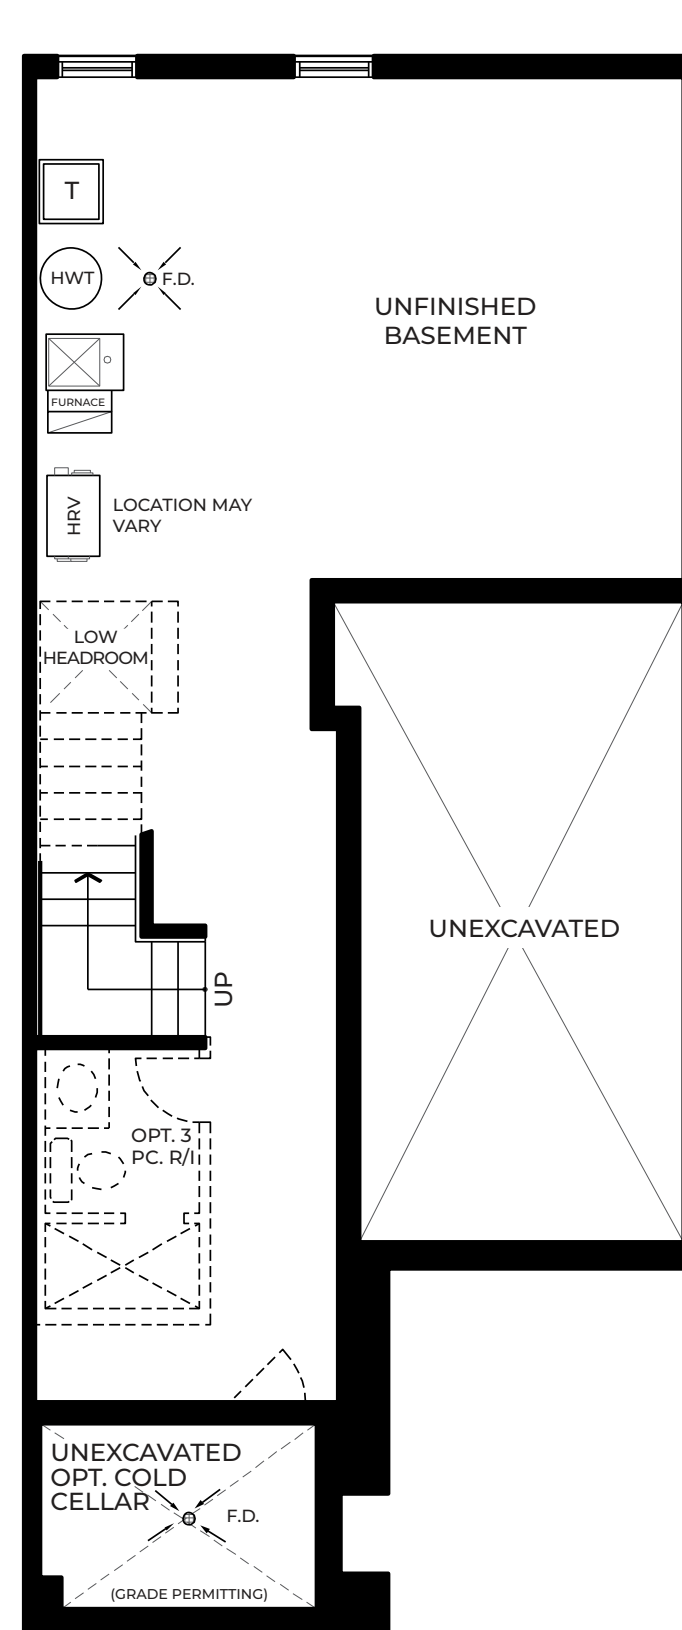 T
HWT
F.D.
UNFINISHED
BASEMENT
FURNACE
HRV
LOCATION MAY
VARY
LOW
HEADROOM
UNEXCAVATED
UP
OPT. 3
PC. R/I
UNEXCAVATED
OPT. COLD
CELLAR
F.D.
(GRADE PERMITTING)